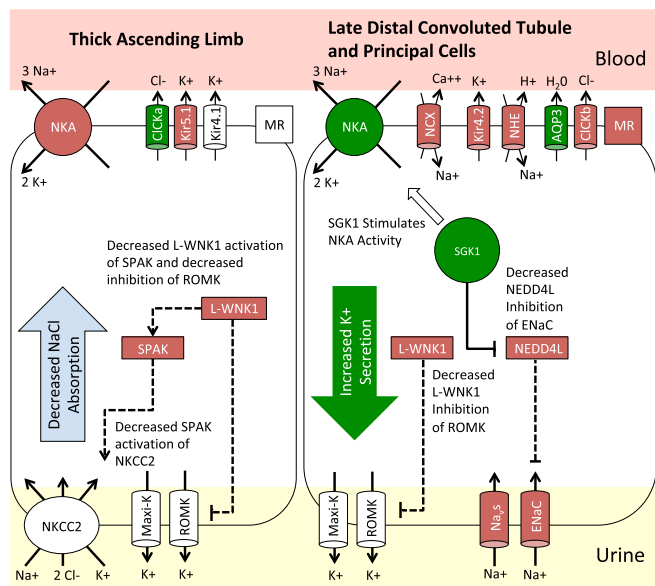 Thick Ascending Limb
Late Distal Convoluted Tubule
and Principal Cells
Blood
3 Na+
Cl-
K+
K+
NKA
ClCKa
Kir5.1
Kir4.1
MR
2 K+
3 Na+
Ca++
K+
H+
H20
Cl-
NKA
NCX
Kir4.2
NHE
AQP3
ClCKb
MR
2 K+
Na+
Na+
SGK1 Stimulates
NKA Activity
SGK1
Decreased L-WNK1 activation
of SPAK and decreased
inhibition of ROMK
L-WNK1
SPAK
Decreased NaCl
Absorption
Decreased SPAK
activation of
NKCC2
Decreased
NEDD4L
Inhibition
of ENaC
Increased K+
Secretion
L-WNK1
NEDD4L
Decreased
L-WNK1
Inhibition
of ROMK
NKCC2
Maxi-K
ROMK
Na+
2 Cl-
K+
K+
K+
Maxi-K
ROMK
Navs
ENaC
K+
K+
Na+
Na+
Urine